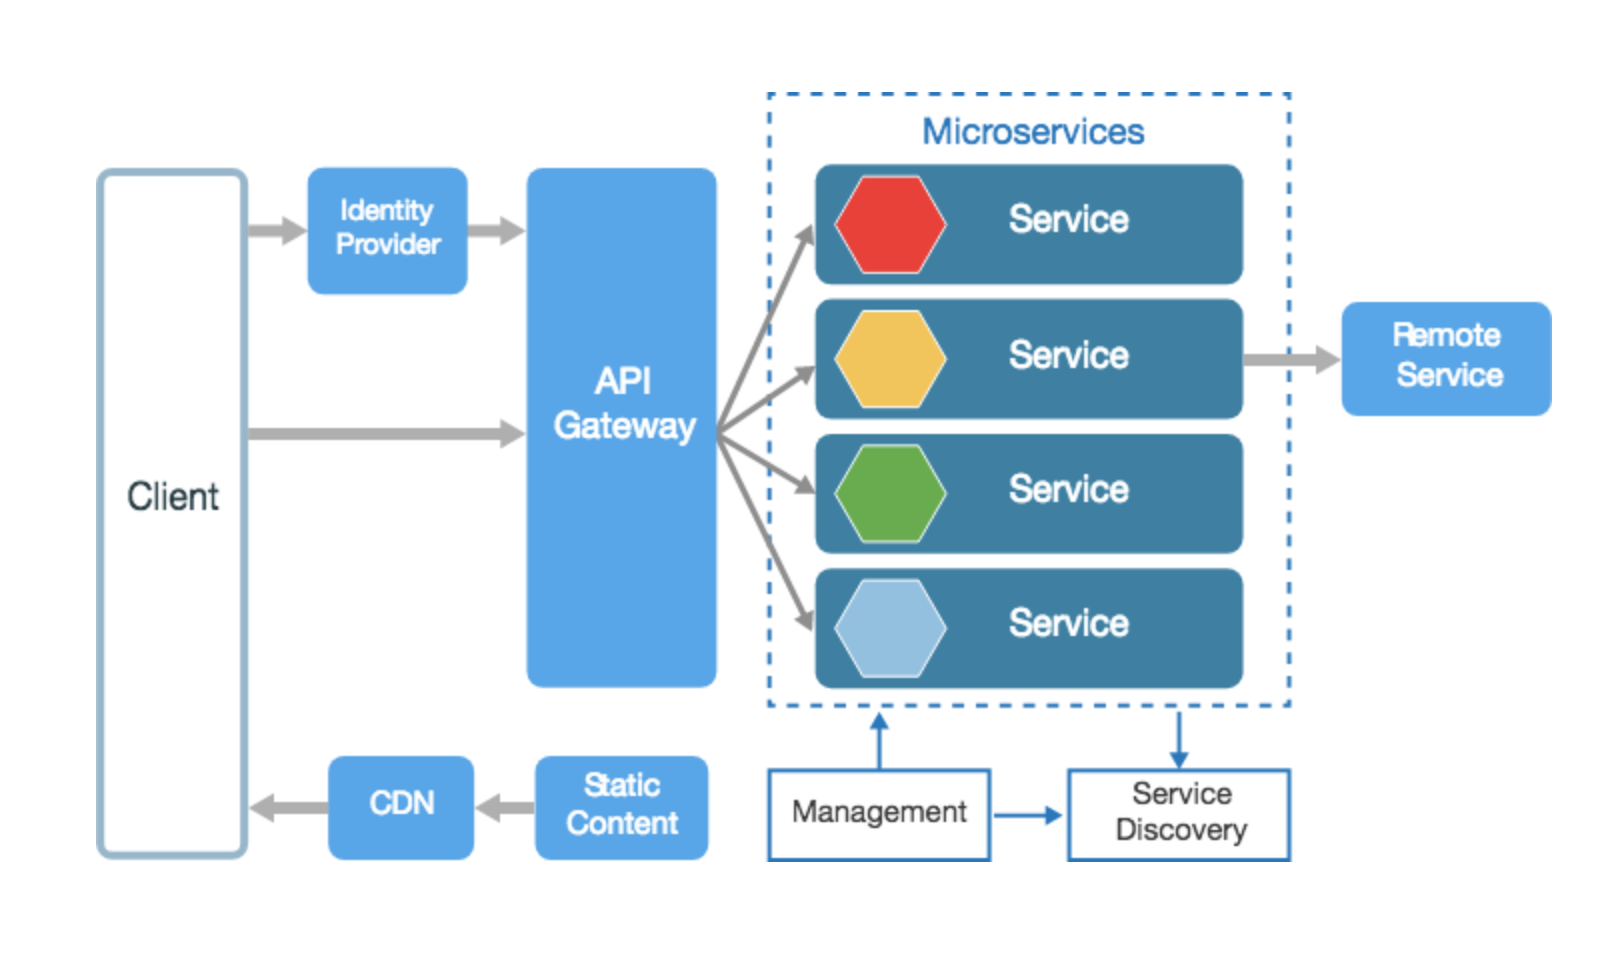 Microservices
Identity
Provider
Service
API
Gateway
Service
Remote
Service
Client
Service
Service
CDN
Static
Content
Management
Service
Discovery